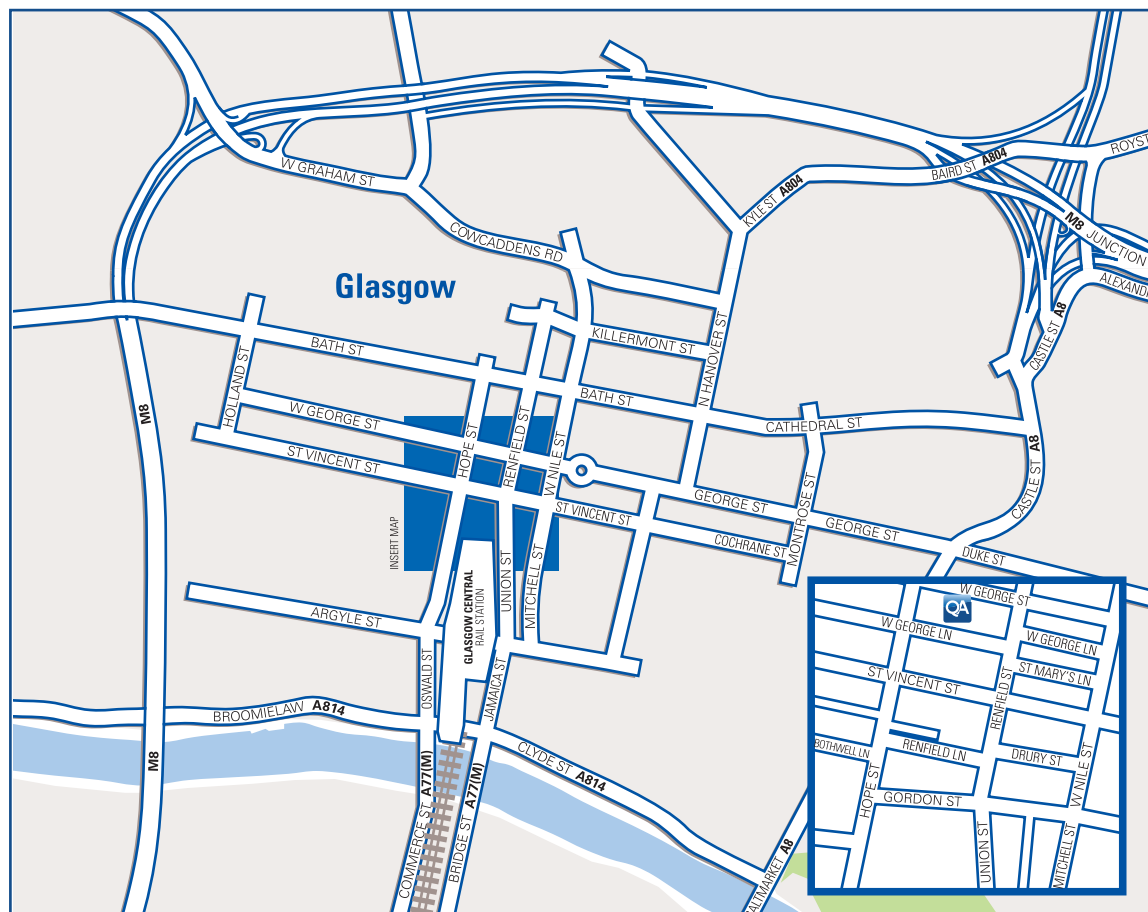 ROYST
BAIRD ST A804
KYLE ST A804
W GRAHAM ST
M8 JUNCTION
COWCADDENS RD
ALEXAND
Glasgow
CASTLE ST A8
KILLERMONT ST
N HANOVER ST
BATH ST
HOLLAND ST
BATH ST
M8
W GEORGE ST
RENFIELD ST
CATHEDRAL ST
HOPE ST
W NILE ST
ST VINCENT ST
CASTLE ST A8
GEORGE ST
ST VINCENT ST
MONTROSE ST
GEORGE ST
INSERT MAP
COCHRANE ST
DUKE ST
UNION ST
MITCHELL ST
ARGYLE ST
GLASGOW CENTRAL
RAIL STATION
OSWALD ST
JAMAICA ST
BROOMIELAW A814
CLYDE ST A814
M8
COMMERCE ST A77(M)
BRIDGE ST A77(M)
ALTMARKET A8
W GEORGE ST
QA
W GEORGE LN
W GEORGE LN
ST VINCENT ST
ST MARY'S LN
RENFIELD ST
BOTHWELL LN
RENFIELD LN
DRURY ST
HOPE ST
W NILE ST
GORDON ST
UNION ST
MITCHELL ST